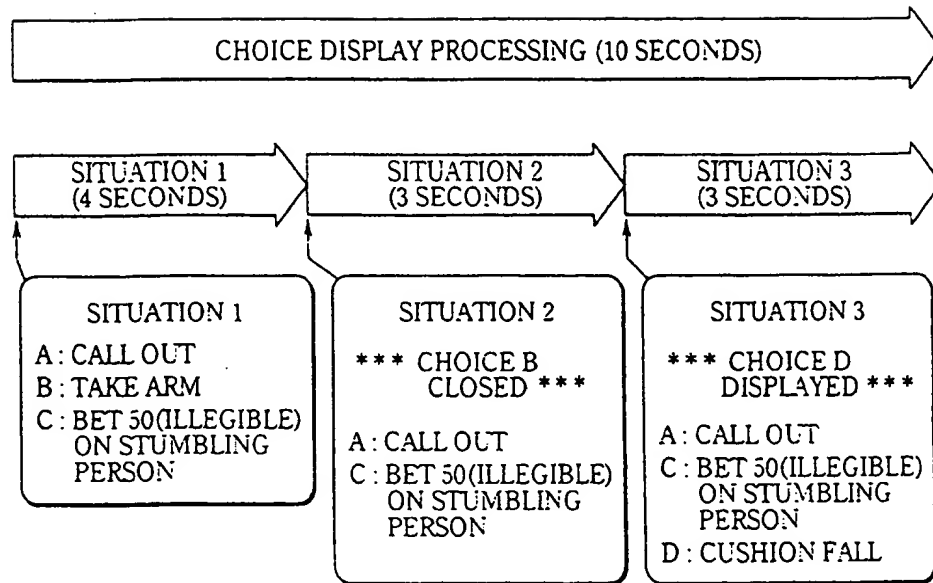 CHOICE DISPLAY PROCESSING (10 SECONDS)
SITUATION 1
(4 SECONDS)
SITUATION 2
(3 SECONDS)
SITUATION 3
(3 SECONDS)
SITUATION 1
A : CALL OUT
B : TAKE ARM
C : BET 50(ILLEGIBLE)
ON STUMBLING
PERSON
SITUATION 2
*** CHOICE B
CLOSED ***
A : CALL OUT
C : BET 50(ILLEGIBLE)
ON STUMBLING
PERSON
SITUATION 3
*** CHOICE D
DISPLAYED ***
A : CALL OUT
C : BET 50(ILLEGIBLE)
ON STUMBLING
PERSON
D : CUSHION FALL